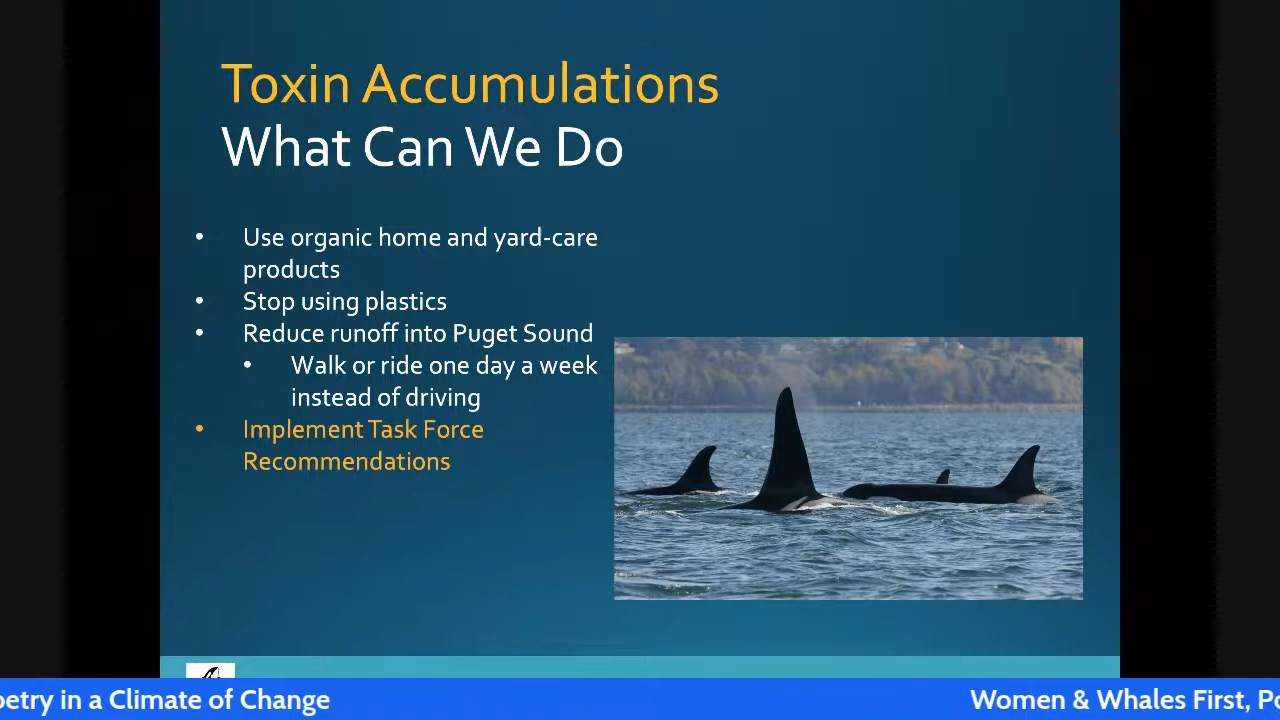 Toxin Accumulations
What Can We Do
• Use organic home and yard-care
products
• Stop using plastics
• Reduce runoff into Puget Sound
• Walk or ride one day a week
instead of driving
• Implement Task Force
Recommendations
etry in a Climate of Change
Women & Whales First, Po